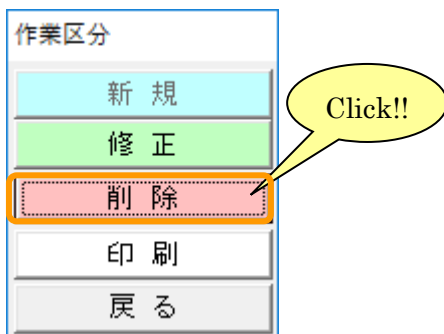 作業区分
新 規
修 正
削 除
印 刷
戻 る
Click!!